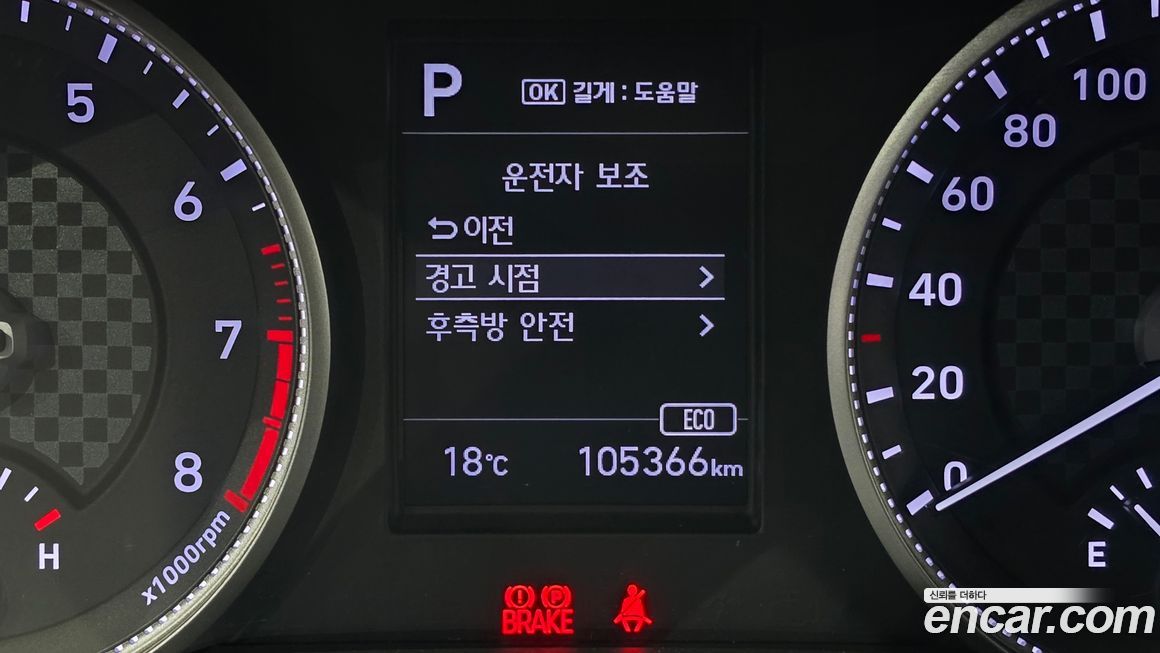 P
OK 길게 : 도움말
운전자 보조
이전
경고 시점
후측방 안전
ECO
18℃
105366km
5
6
7
8
x1000rpm
H
100
80
60
40
20
0
E
(!) (P)
BRAKE
신뢰를 더하다
encar.com